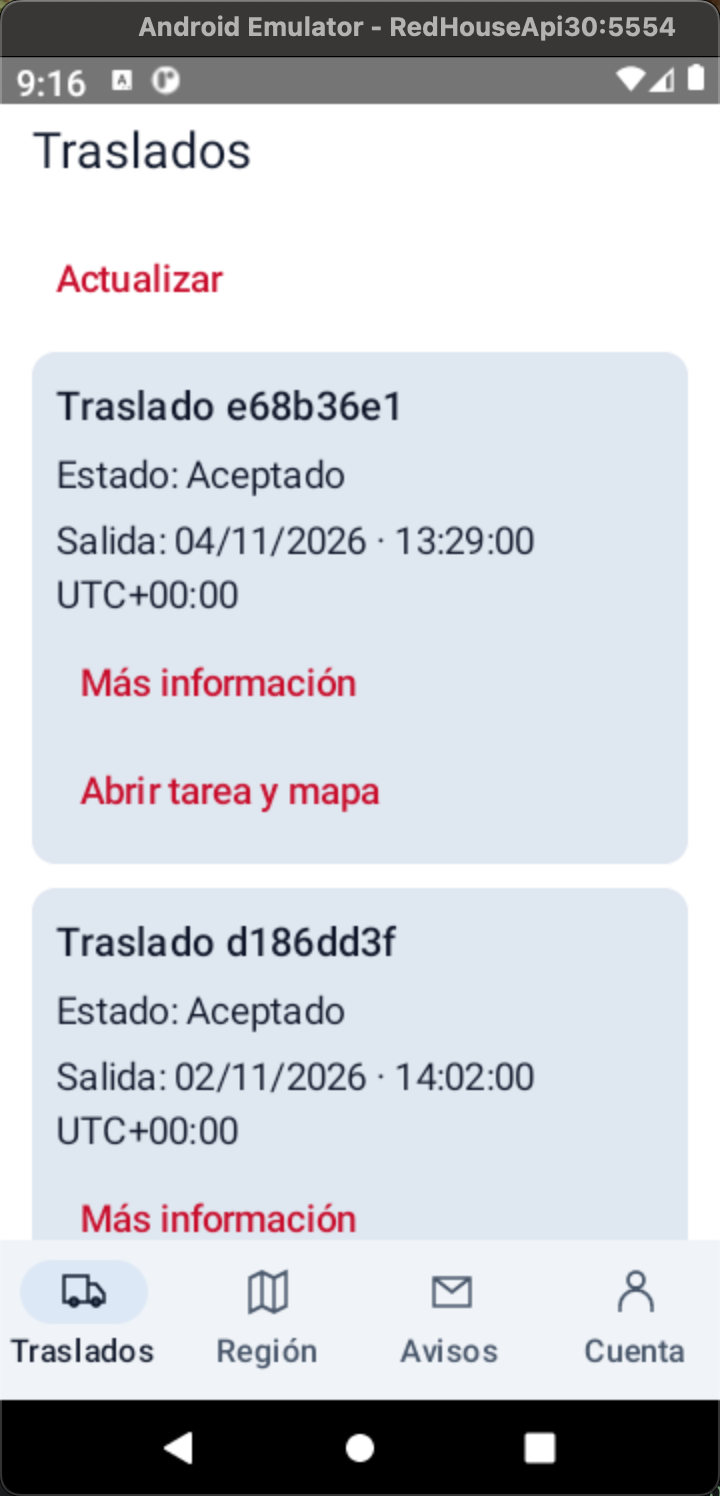 Android Emulator - RedHouseApi30:5554
9:16
Traslados
Actualizar
Traslado e68b36e1
Estado: Aceptado
Salida: 04/11/2026 · 13:29:00
UTC+00:00
Más información
Abrir tarea y mapa
Traslado d186dd3f
Estado: Aceptado
Salida: 02/11/2026 · 14:02:00
UTC+00:00
Más información
Traslados
Región
Avisos
Cuenta